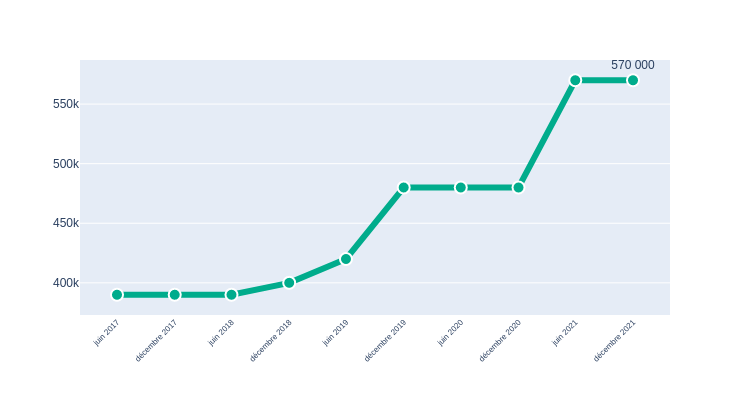 570 000
550k
500k
450k
400k
juin 2017
décembre 2017
juin 2018
décembre 2018
juin 2019
décembre 2019
juin 2020
décembre 2020
juin 2021
décembre 2021